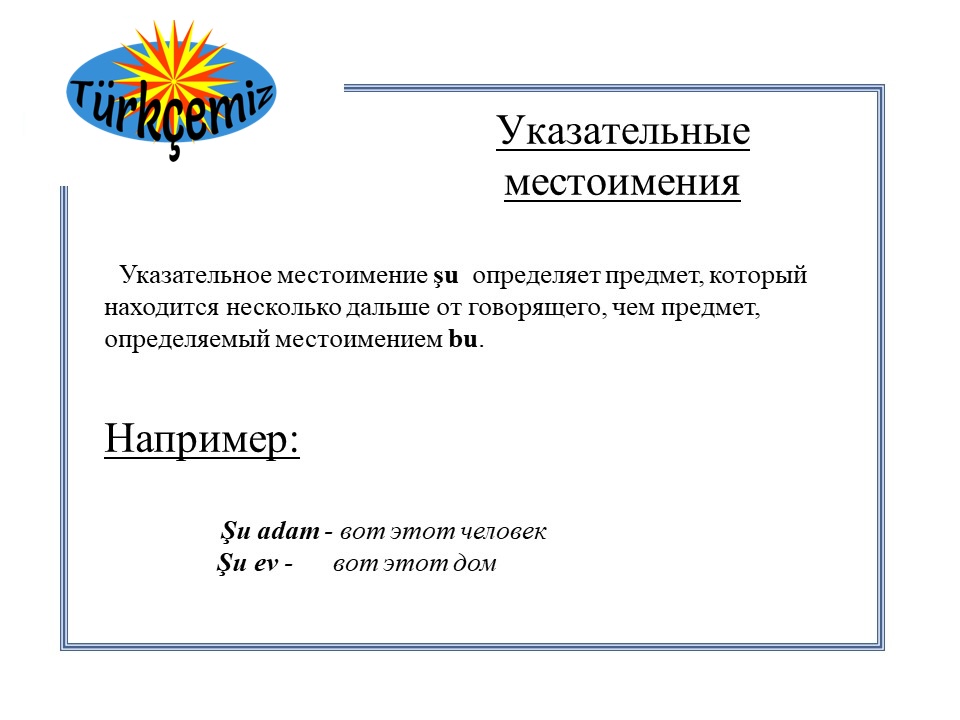 Türkçemiz
Указательные
местоимения
Указательное местоимение şu определяет предмет, который
находится несколько дальше от говорящего, чем предмет,
определяемый местоимением bu.
Например:
Şu adam - вот этот человек
Şu ev - вот этот дом